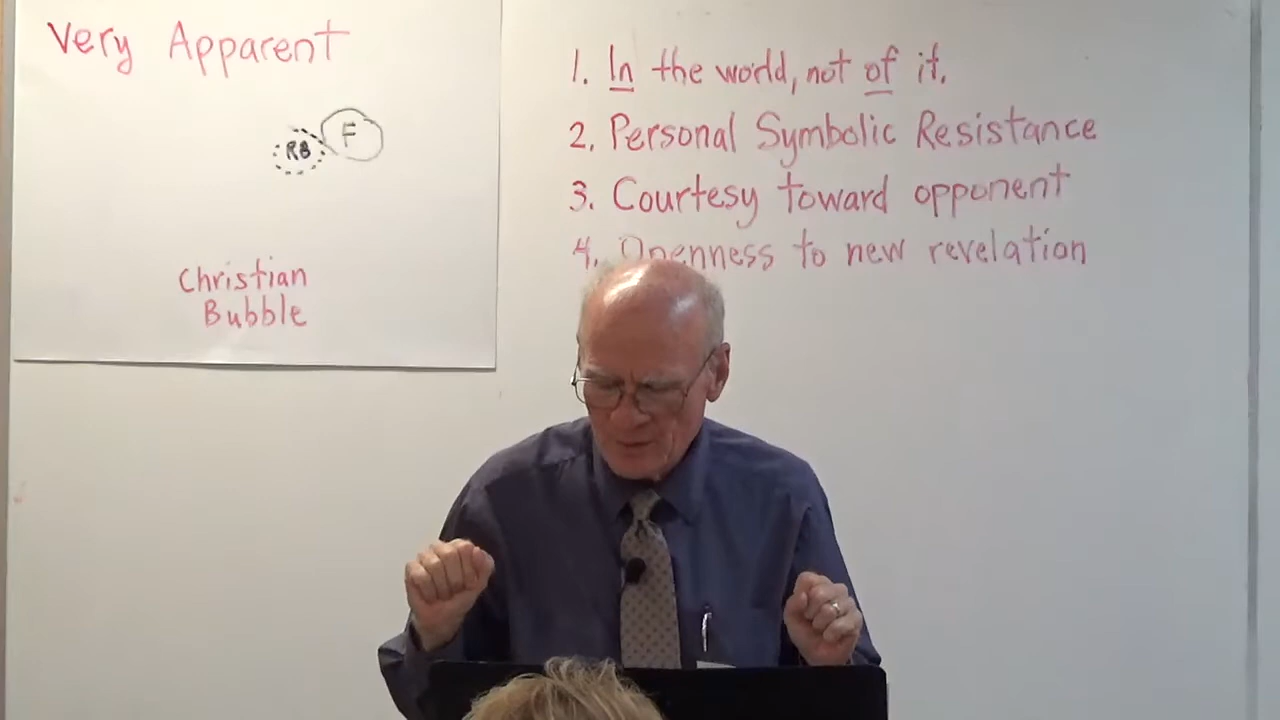 Very Apparent
RB
F
Christian
Bubble
1. In the world, not of it.
2. Personal Symbolic Resistance
3. Courtesy toward opponent
4. Openness to new revelation